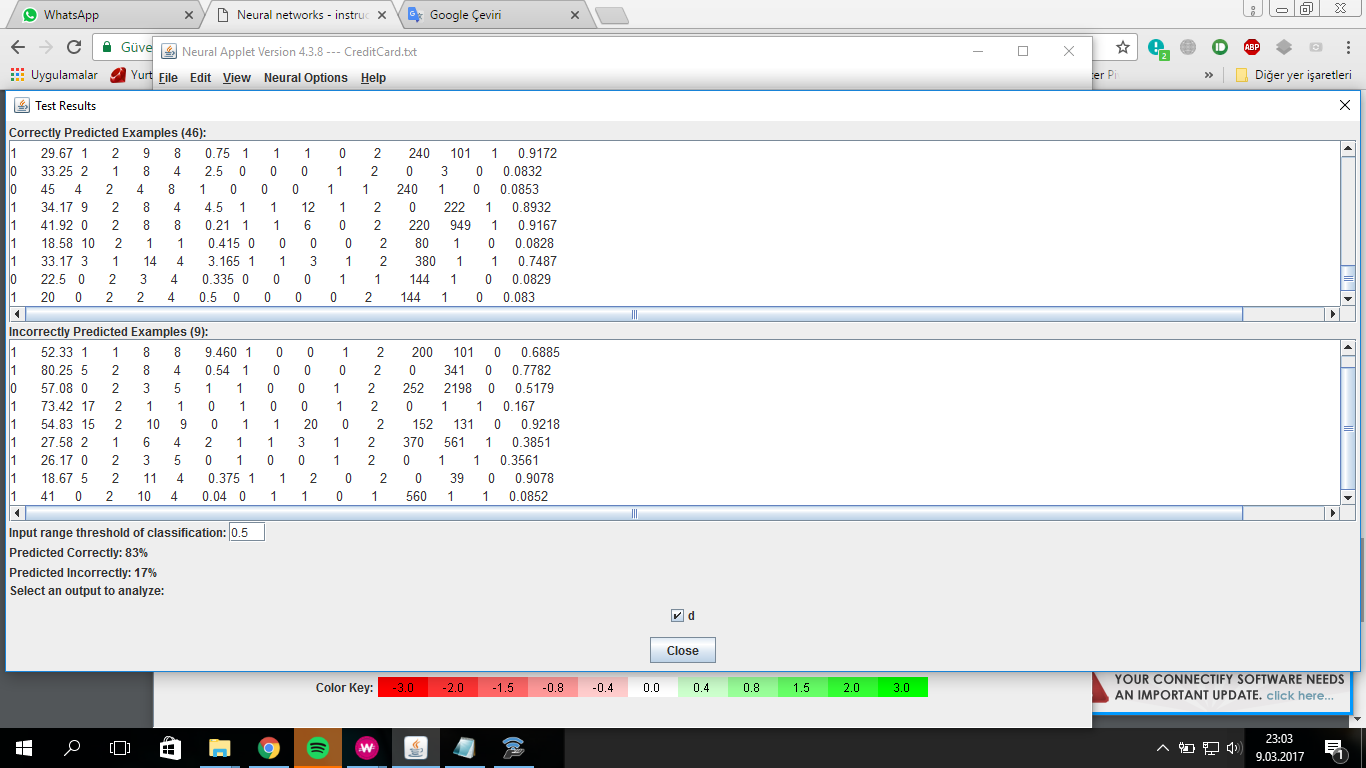 WhatsApp
Neural networks - instruc
Google Çeviri
Güve
Neural Applet Version 4.3.8 --- CreditCard.txt
2
ABP
Uygulamalar
Yurt
File Edit View Neural Options Help
»
Diğer yer işaretleri
Test Results
Correctly Predicted Examples (46):
1 29.67 1 2 9 8 0.75 1 1 1 0 2 240 101 1 0.9172
0 33.25 2 1 8 4 2.5 0 0 0 1 2 0 3 0 0.0832
0 45 4 2 4 8 1 0 0 0 1 1 240 1 0 0.0853
1 34.17 9 2 8 4 4.5 1 1 12 1 2 0 222 1 0.8932
1 41.92 0 2 8 8 0.21 1 1 6 0 2 220 949 1 0.9167
1 18.58 10 2 1 1 0.415 0 0 0 0 2 80 1 0 0.0828
1 33.17 3 1 14 4 3.165 1 1 3 1 2 380 1 1 0.7487
0 22.5 0 2 3 4 0.335 0 0 0 1 1 144 1 0 0.0829
1 20 0 2 2 4 0.5 0 0 0 0 2 144 1 0 0.083
Incorrectly Predicted Examples (9):
1 52.33 1 1 8 8 9.460 1 0 0 1 2 200 101 0 0.6885
1 80.25 5 2 8 4 0.54 1 0 0 0 2 0 341 0 0.7782
0 57.08 0 2 3 5 1 1 0 0 1 2 252 2198 0 0.5179
1 73.42 17 2 1 1 0 1 0 0 1 2 0 1 1 0.167
1 54.83 15 2 10 9 0 1 1 20 0 2 152 131 0 0.9218
1 27.58 2 1 6 4 2 1 1 3 1 2 370 561 1 0.3851
1 26.17 0 2 3 5 0 1 0 0 1 2 0 1 1 0.3561
1 18.67 5 2 11 4 0.375 1 1 2 0 2 0 39 0 0.9078
1 41 0 2 10 4 0.04 0 1 1 0 1 560 1 1 0.0852
Input range threshold of classification: 0.5
Predicted Correctly: 83%
Predicted Incorrectly: 17%
Select an output to analyze:
d
Close
Color Key: -3.0 -2.0 -1.5 -0.8 -0.4 0.0 0.4 0.8 1.5 2.0 3.0
YOUR CONNECTIFY SOFTWARE NEEDS
AN IMPORTANT UPDATE. click here...
23:03
9.03.2017
1